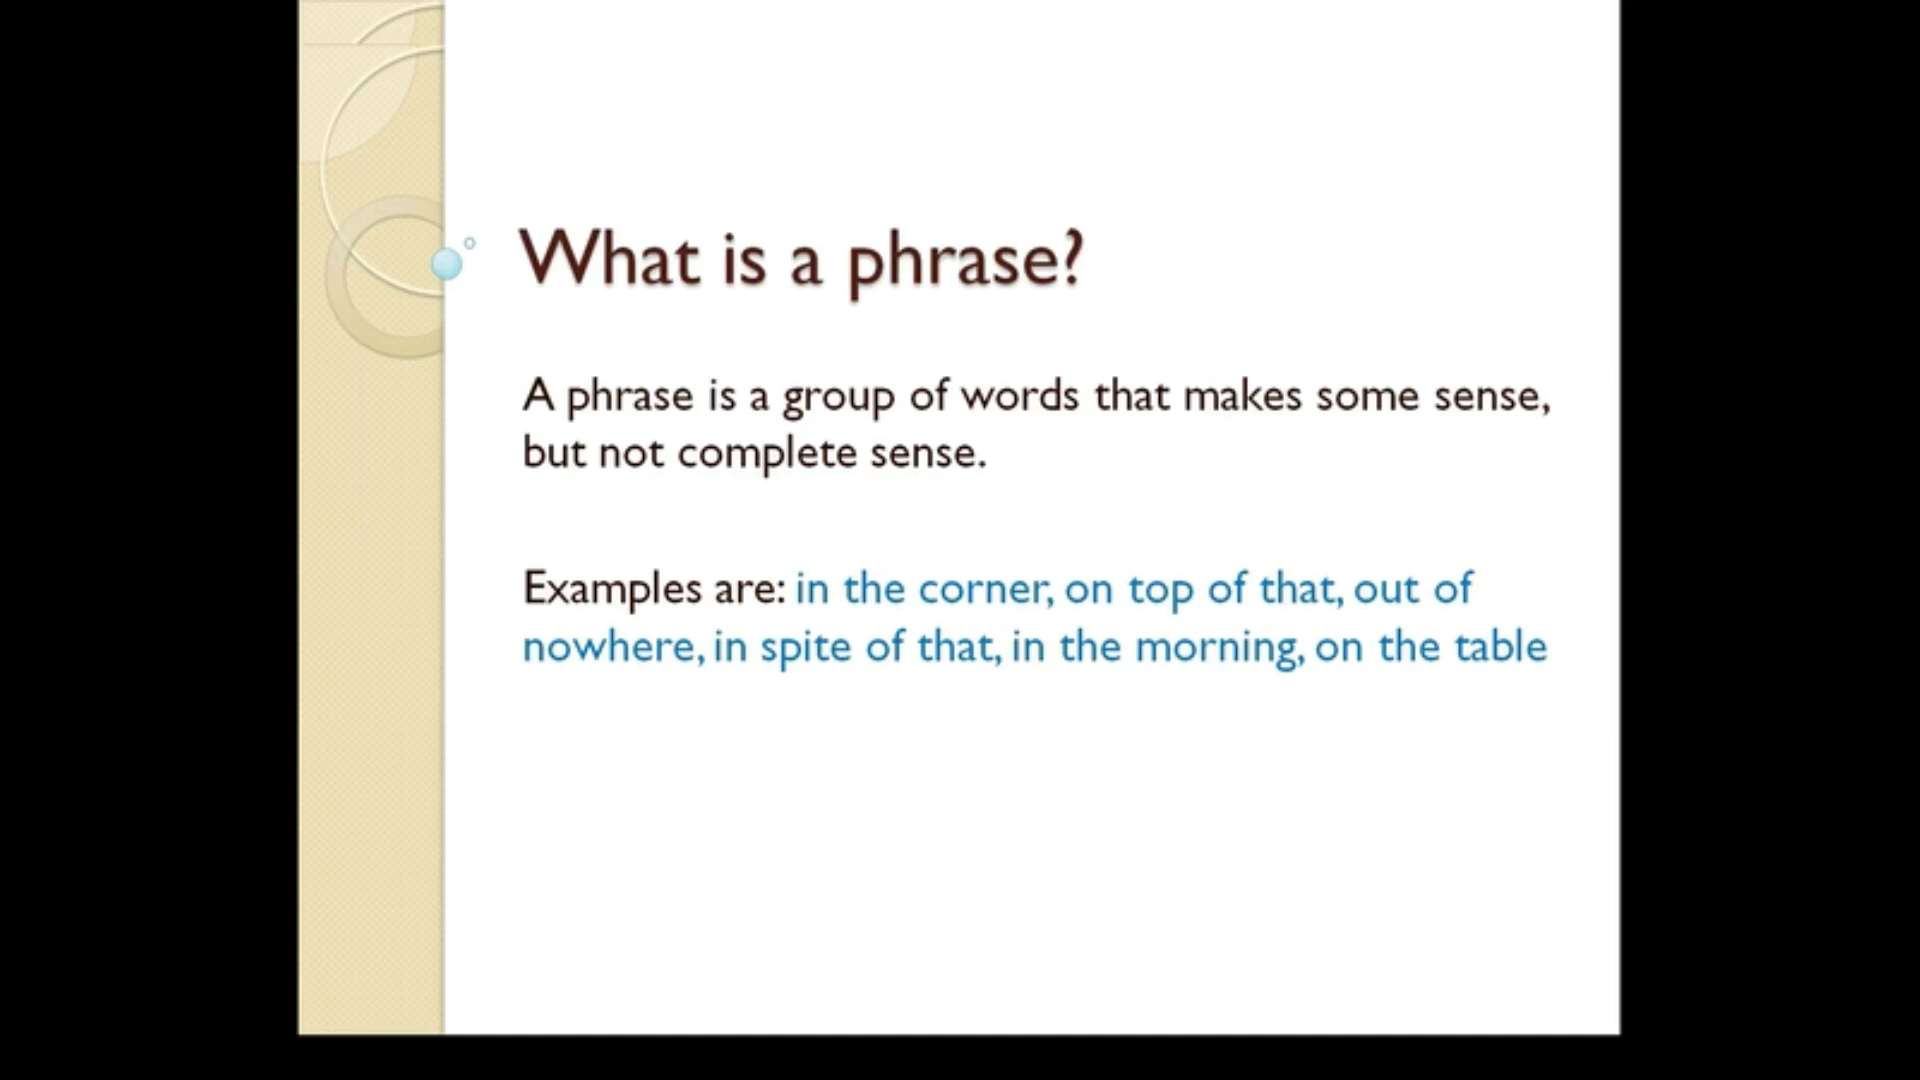 What is a phrase?
A phrase is a group of words that makes some sense,
but not complete sense.
Examples are: in the corner, on top of that, out of
nowhere, in spite of that, in the morning, on the table